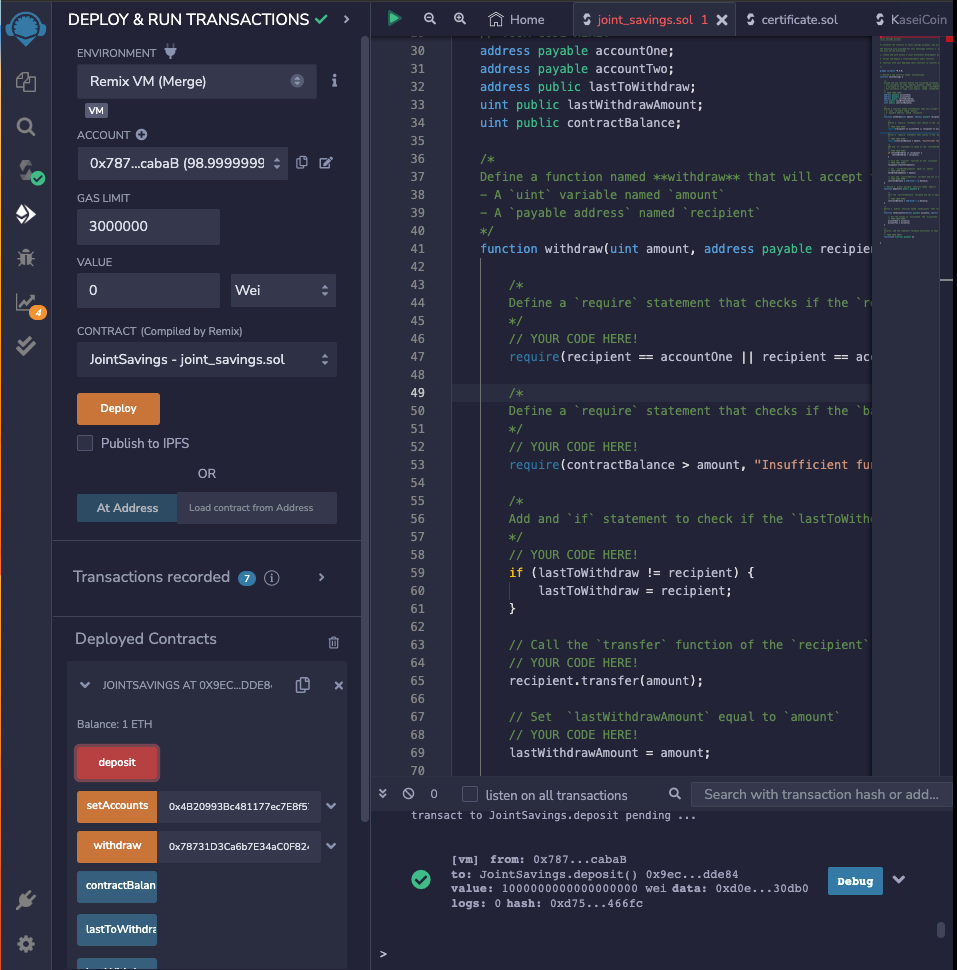 DEPLOY & RUN TRANSACTIONS
ENVIRONMENT
Remix VM (Merge)
VM
ACCOUNT
0x787...cabaB (98.9999999
GAS LIMIT
3000000
VALUE
0
Wei
CONTRACT (Compiled by Remix)
JointSavings - joint_savings.sol
Deploy
Publish to IPFS
OR
At Address
Load contract from Address
Transactions recorded 7
Deployed Contracts
JOINTSAVINGS AT 0X9EC...DDE84
Balance: 1 ETH
deposit
setAccounts
0x4B20993Bc481177ec7E8f57
withdraw
0x78731D3Ca6b7E34aC0F824
contractBalan
lastToWithdra
4
Home
joint_savings.sol 1
certificate.sol
KaseiCoin
30 address payable accountOne;
31 address payable accountTwo;
32 address public lastToWithdraw;
33 uint public lastWithdrawAmount;
34 uint public contractBalance;
35
36 /*
37 Define a function named **withdraw** that will accept
38 - A `uint` variable named `amount`
39 - A `payable address` named `recipient`
40 */
41 function withdraw(uint amount, address payable recipien
42
43 /*
44 Define a `require` statement that checks if the `re
45 */
46 // YOUR CODE HERE!
47 require(recipient == accountOne || recipient == acc
48
49 /*
50 Define a `require` statement that checks if the `ba
51 */
52 // YOUR CODE HERE!
53 require(contractBalance > amount, "Insufficient fun
54
55 /*
56 Add and `if` statement to check if the `lastToWithd
57 */
58 // YOUR CODE HERE!
59 if (lastToWithdraw != recipient) {
60 lastToWithdraw = recipient;
61 }
62
63 // Call the `transfer` function of the `recipient`
64 // YOUR CODE HERE!
65 recipient.transfer(amount);
66
67 // Set  `lastWithdrawAmount` equal to `amount`
68 // YOUR CODE HERE!
69 lastWithdrawAmount = amount;
70
0
listen on all transactions
Search with transaction hash or add...
transact to JointSavings.deposit pending ...
[vm] from: 0x787...cabaB
to: JointSavings.deposit() 0x9ec...dde84
value: 1000000000000000000 wei data: 0xd0e...30db0
logs: 0 hash: 0xd75...466fc
Debug
>